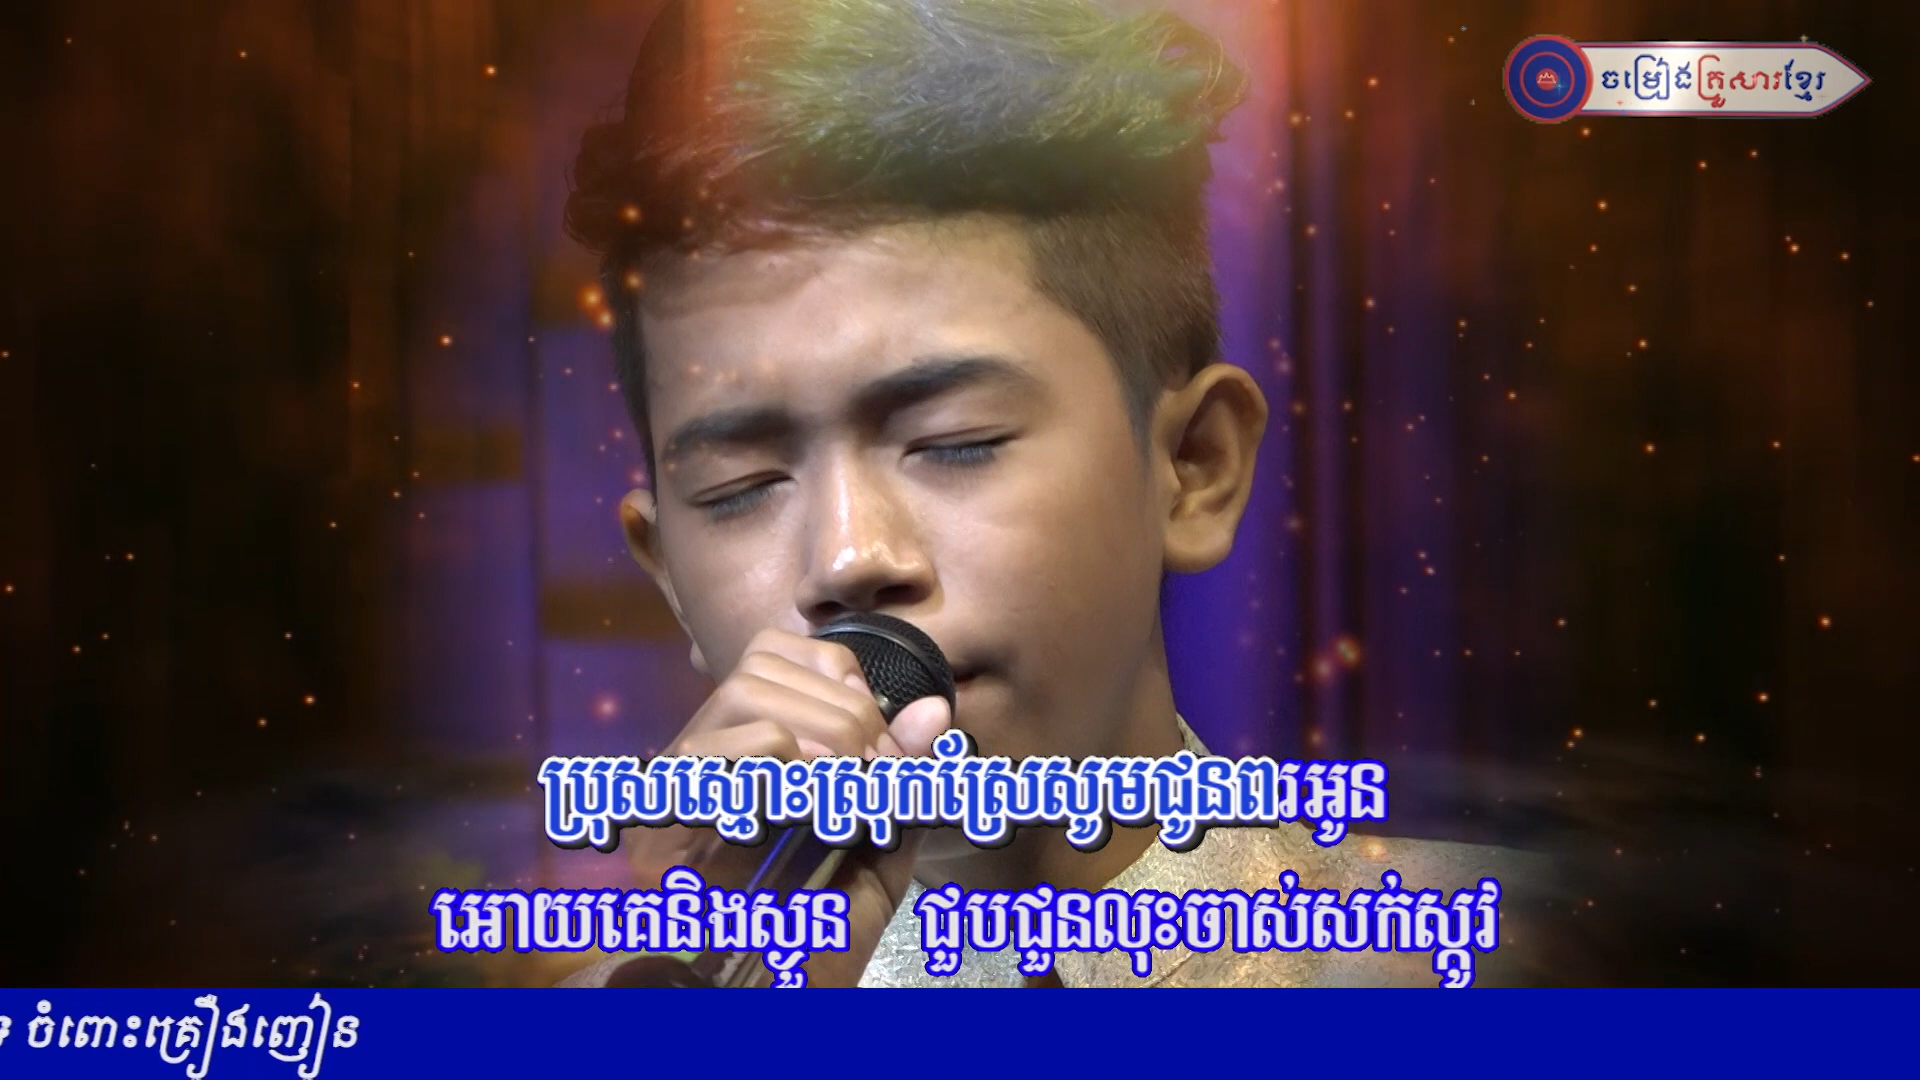 ចម្រៀងគ្រួសារខ្មែរ
ប្រុសស្មោះស្រុកស្រែសូមជូនពរអូន
អោយគេនិងស្ងួន ជួបជួនលុះចាស់សក់ស្កូវ
ចំពោះគ្រឿងញៀន